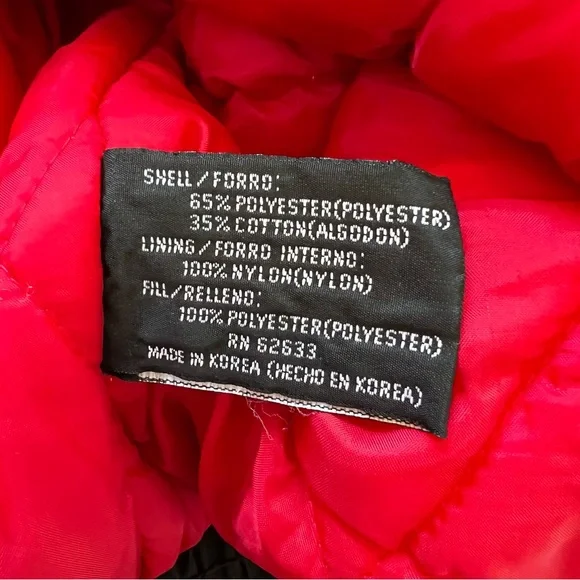 SHELL/FORRO:
65% POLYESTER(POLYESTER)
35% COTTON(ALGODON)
LINING/FORRO INTERNO:
100% NYLON(NYLON)
FILL/RELLENO:
100% POLYESTER(POLYESTER)
RN 62633
MADE IN KOREA (HECHO EN KOREA)